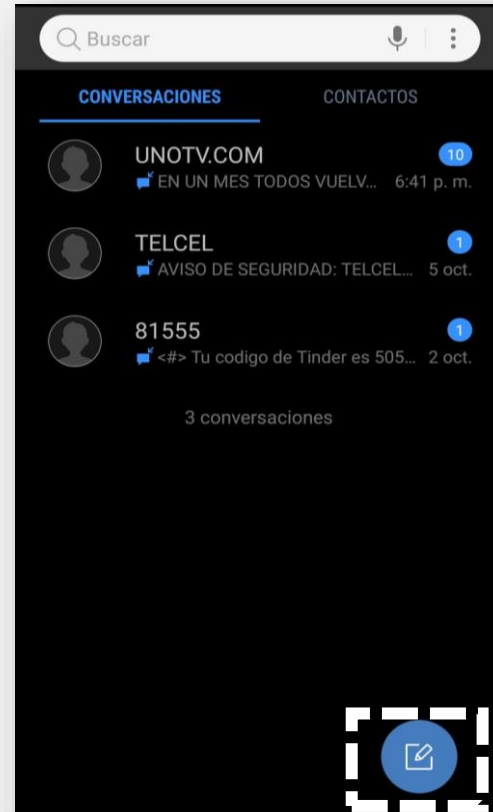 Buscar
CONVERSACIONES CONTACTOS
UNOTV.COM 10
EN UN MES TODOS VUELV... 6:41 p. m.
TELCEL 1
AVISO DE SEGURIDAD: TELCEL... 5 oct.
81555 1
<#> Tu codigo de Tinder es 505... 2 oct.
3 conversaciones